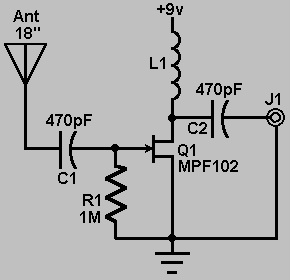 Ant
18"
+9v
L1
470pF
J1
470pF
C2
Q1
MPF102
C1
R1
1M